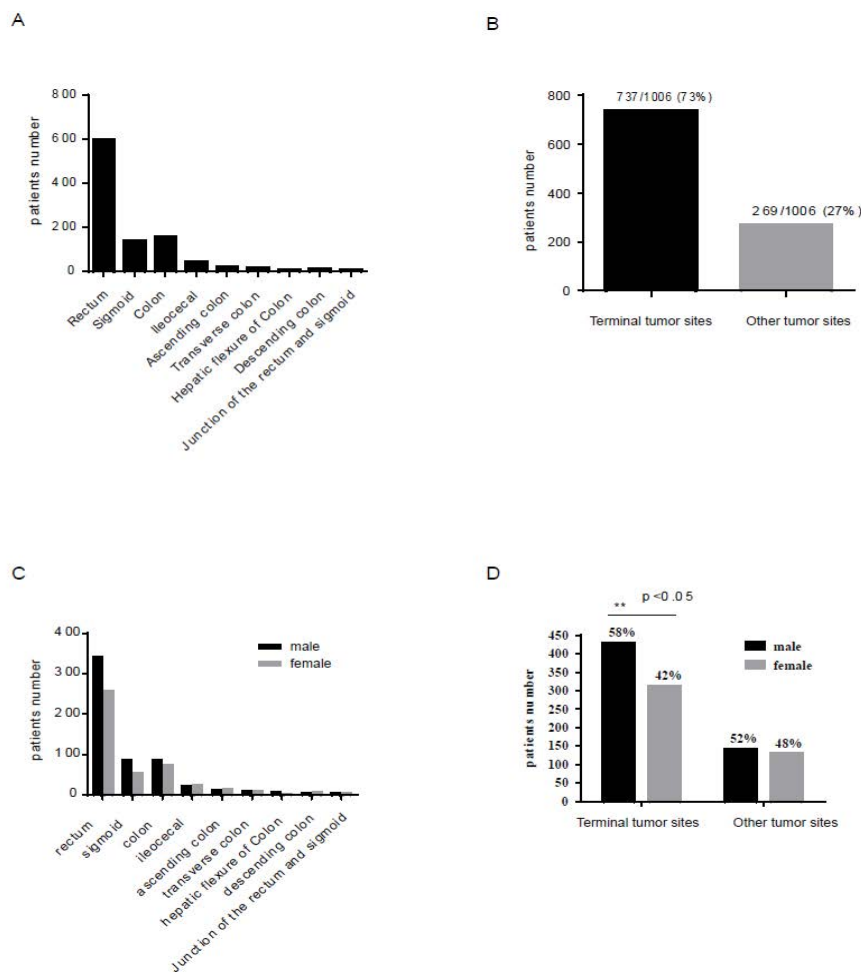 A
patients number
800
600
400
200
0
Rectum
Sigmoid
Colon
Ileocecal
Ascending colon
Transverse colon
Hepatic flexure of Colon
Descending colon
Junction of the rectum and sigmoid
B
patients number
800
600
400
200
0
737/1006 (73%)
269/1006 (27%)
Terminal tumor sites
Other tumor sites
C
patients number
400
300
200
100
0
male
female
rectum
sigmoid
colon
ileocecal
ascending colon
transverse colon
hepatic flexure of Colon
descending colon
Junction of the rectum and sigmoid
D
** p <0.05
patients number
450
400
350
300
250
200
150
100
50
0
58%
42%
52%
48%
male
female
Terminal tumor sites
Other tumor sites